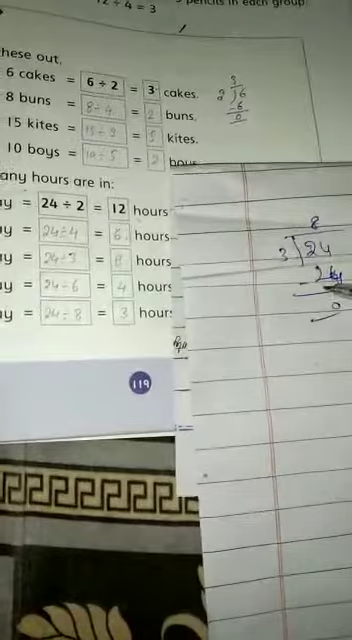 12 ÷ 4 = 3
pencils in each group
hese out.
6 cakes = 6 ÷ 2 = 3 cakes.
8 buns = 8 ÷ 4 = 2 buns.
15 kites = 15 ÷ 3 = 5 kites.
10 boys = 10 ÷ 5 = 2 boys
3
2 6
-6
0
any hours are in:
ay = 24 ÷ 2 = 12 hours
ay = 24 ÷ 4 = 6 hours
ay = 24 ÷ 3 = 8 hours
ay = 24 ÷ 6 = 4 hours
ay = 24 ÷ 8 = 3 hours
119
8
3 24
0